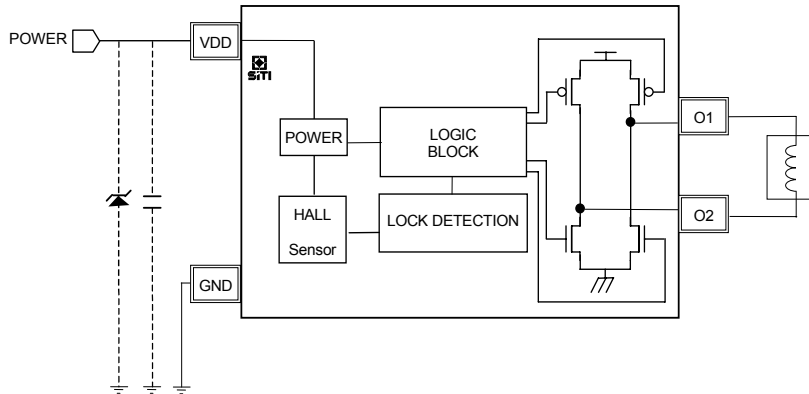 POWER
VDD
SiTI
POWER
LOGIC
BLOCK
O1
HALL
Sensor
LOCK DETECTION
O2
GND